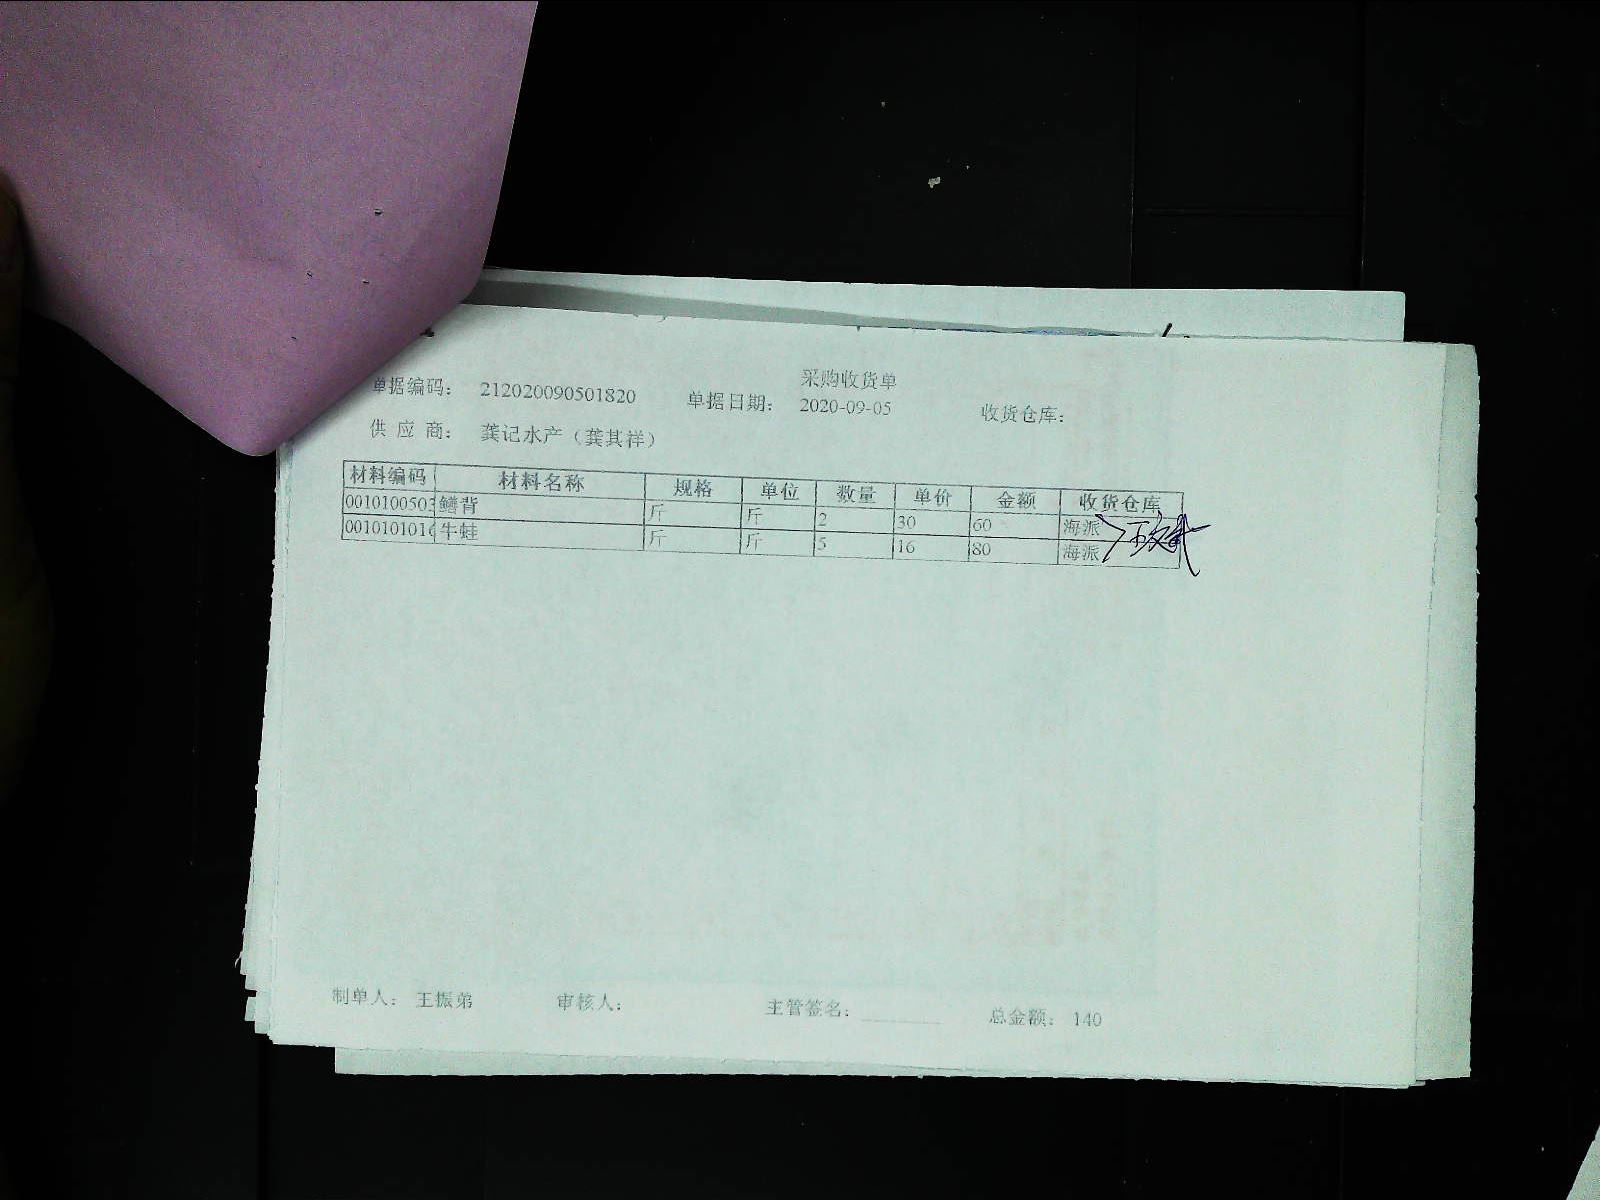 采购收货单
单据编码： 212020090501820 单据日期： 2020-09-05 收货仓库：
供 应 商： 龚记水产（龚其祥）
材料编码 材料名称 规格 单位 数量 单价 金额 收货仓库
0010100503 鳝背 斤 斤 2 30 60 海派
001010101 牛蛙 斤 斤 5 16 80 海派
制单人： 王振弟 审核人： 主管签名： 总金额： 140